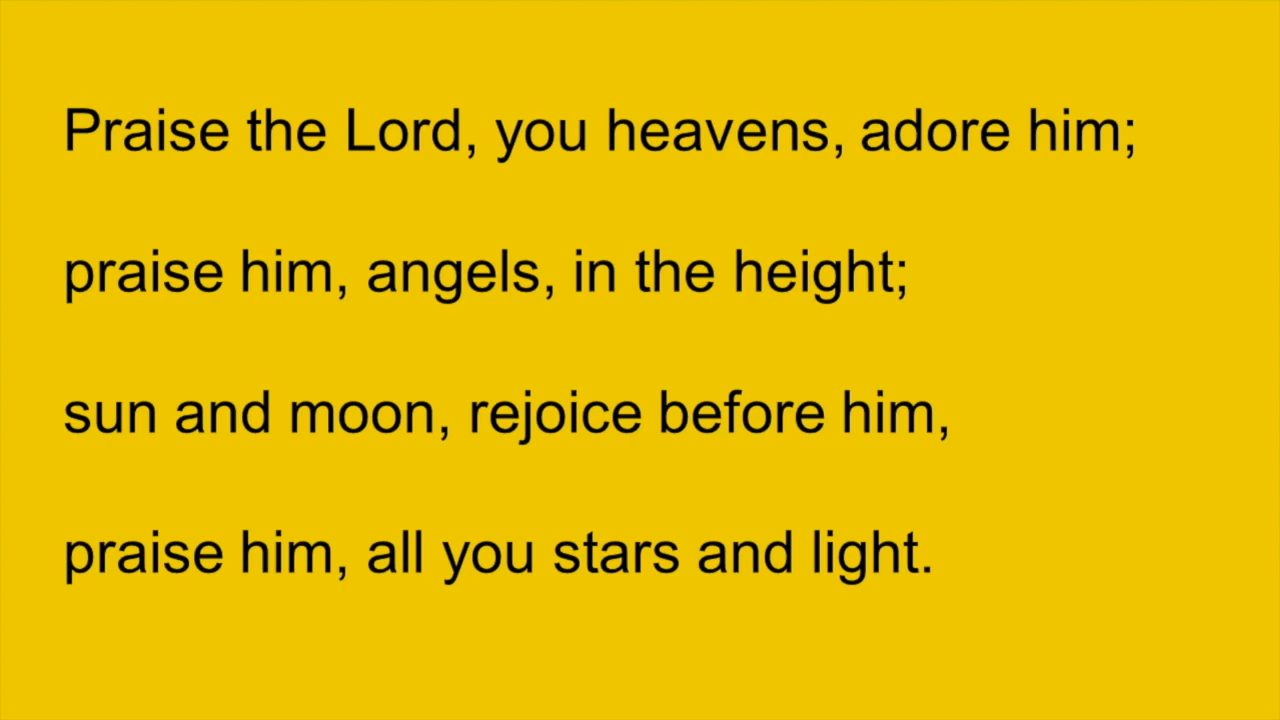 Praise the Lord, you heavens, adore him;
praise him, angels, in the height;
sun and moon, rejoice before him,
praise him, all you stars and light.